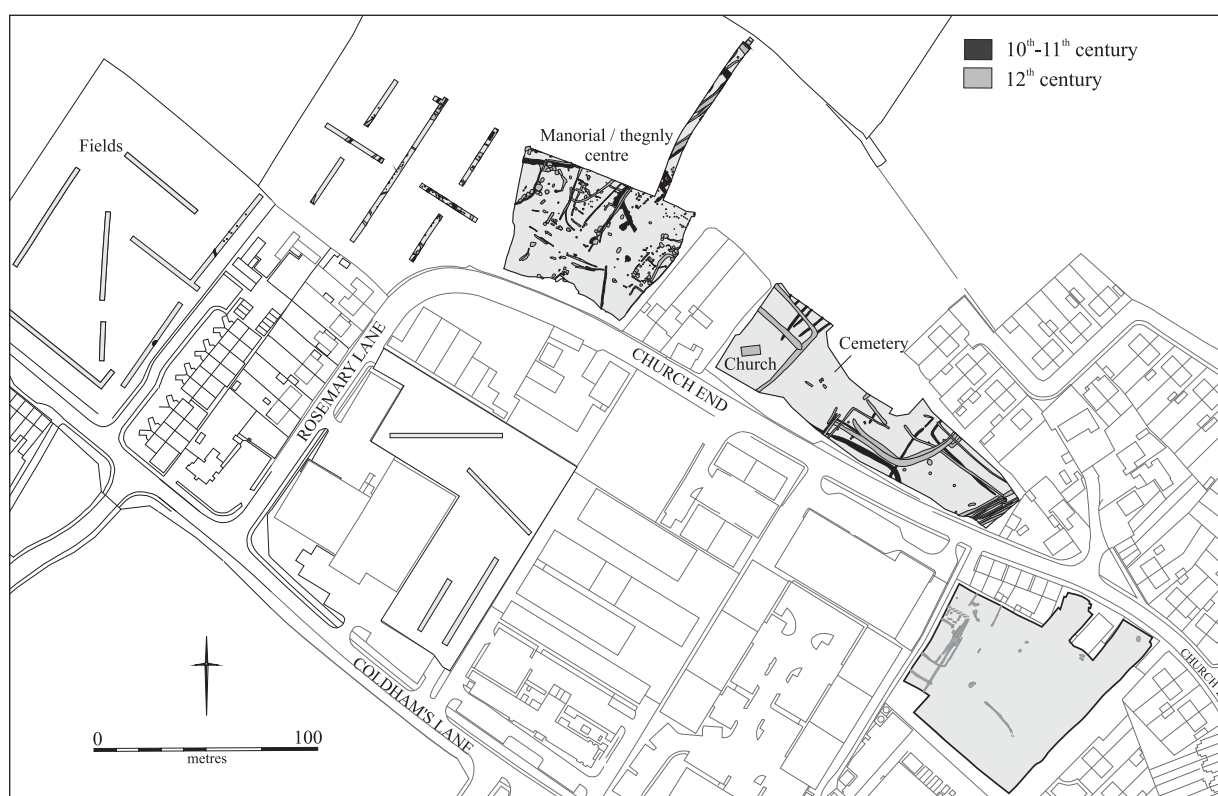 10th-11th century
12th century
Manorial / thegnly
centre
Fields
Church
Cemetery
ROSEMARY LANE
CHURCH END
COLDHAM'S LANE
CHURCH
0 100
metres